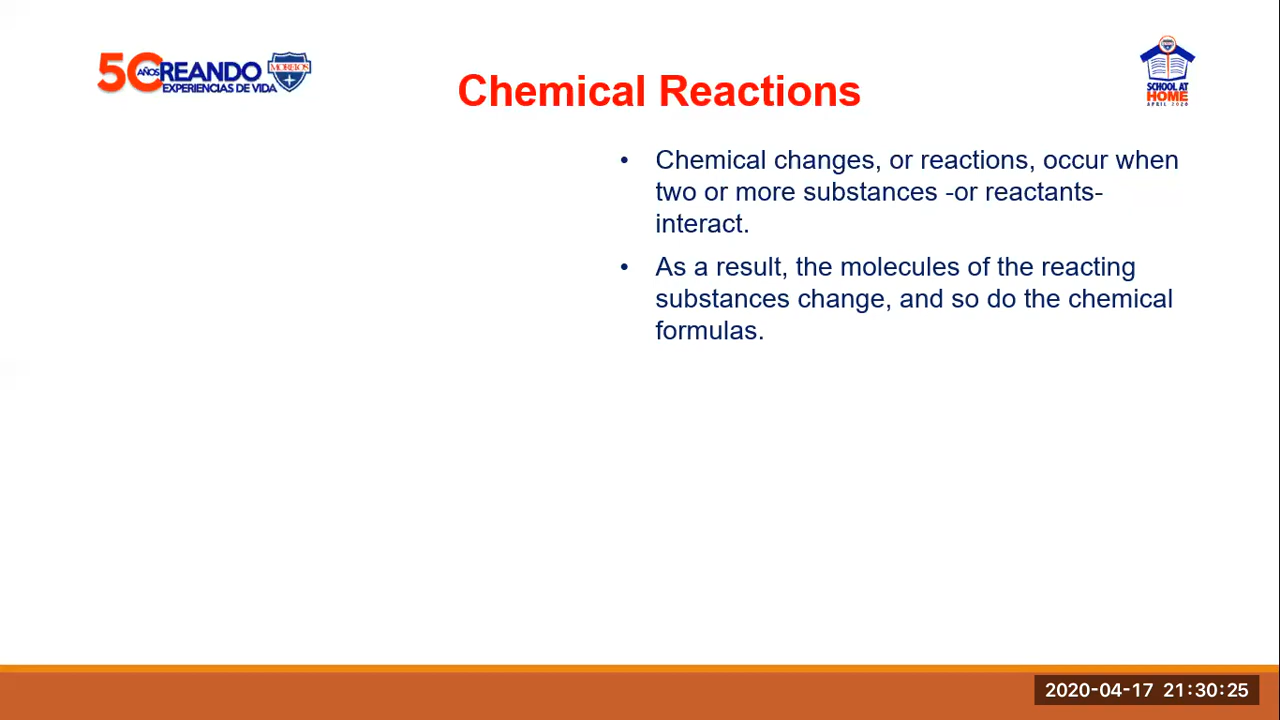 50 AÑOS CREANDO
EXPERIENCIAS DE VIDA
MORELOS
Chemical Reactions
SCHOOL AT
HOME
APRIL 2020
• Chemical changes, or reactions, occur when
two or more substances -or reactants-
interact.
• As a result, the molecules of the reacting
substances change, and so do the chemical
formulas.
2020-04-17 21:30:25